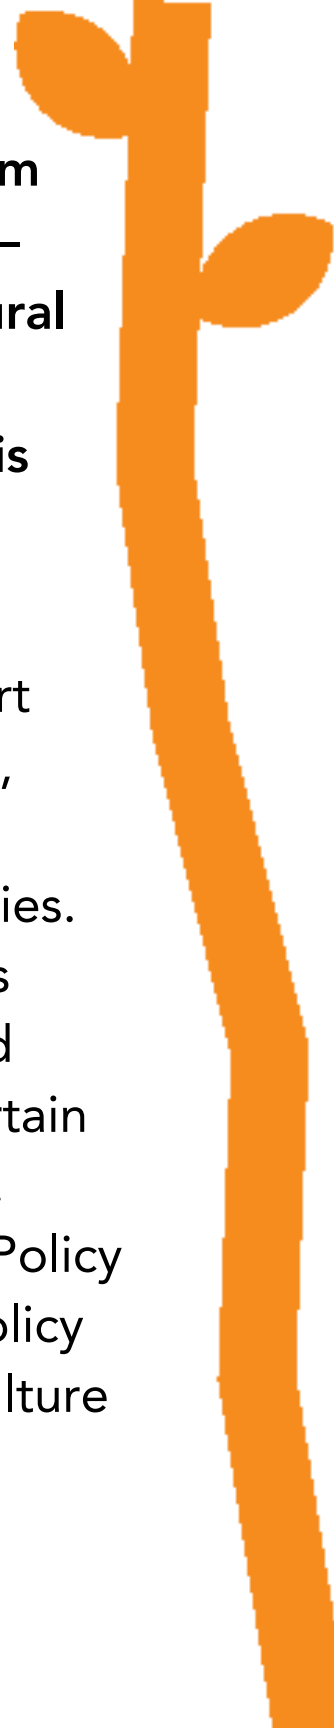 m
–
ural
is
rt
,
ies.
s
d
rtain
.
Policy
olicy
lture